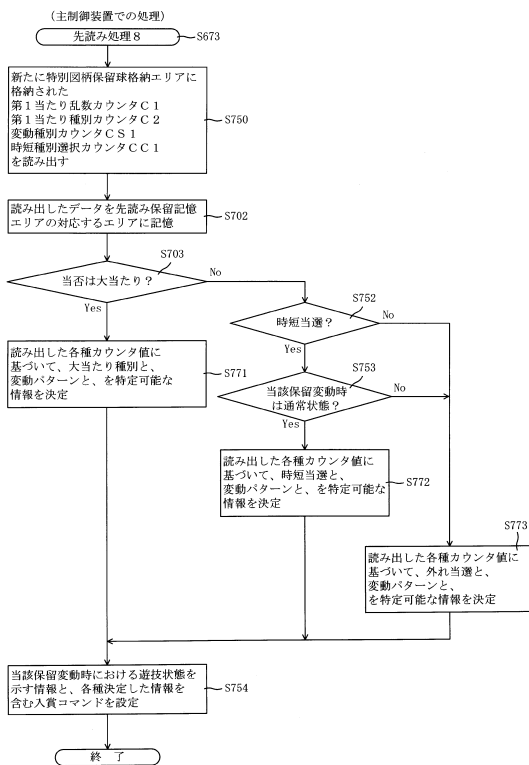 (主制御装置での処理)
先読み処理8
S673
新たに特別図柄保留球格納エリアに
格納された
第1当たり乱数カウンタC1
第1当たり種別カウンタC2
変動種別カウンタCS1
時短種別選択カウンタCC1
を読み出す
S750
読み出したデータを先読み保留記憶
エリアの対応するエリアに記憶
S702
S703
当否は大当たり?
No
Yes
S752
時短当選?
No
Yes
読み出した各種カウンタ値に
基づいて、大当たり種別と、
変動パターンと、を特定可能な
情報を決定
S771
S753
当該保留変動時
は通常状態?
No
Yes
読み出した各種カウンタ値に
基づいて、時短当選と、
変動パターンと、を特定可能な
情報を決定
S772
S773
読み出した各種カウンタ値に
基づいて、外れ当選と、
変動パターンと、
を特定可能な情報を決定
当該保留変動時における遊技状態を
示す情報と、各種決定した情報を
含む入賞コマンドを設定
S754
終 了